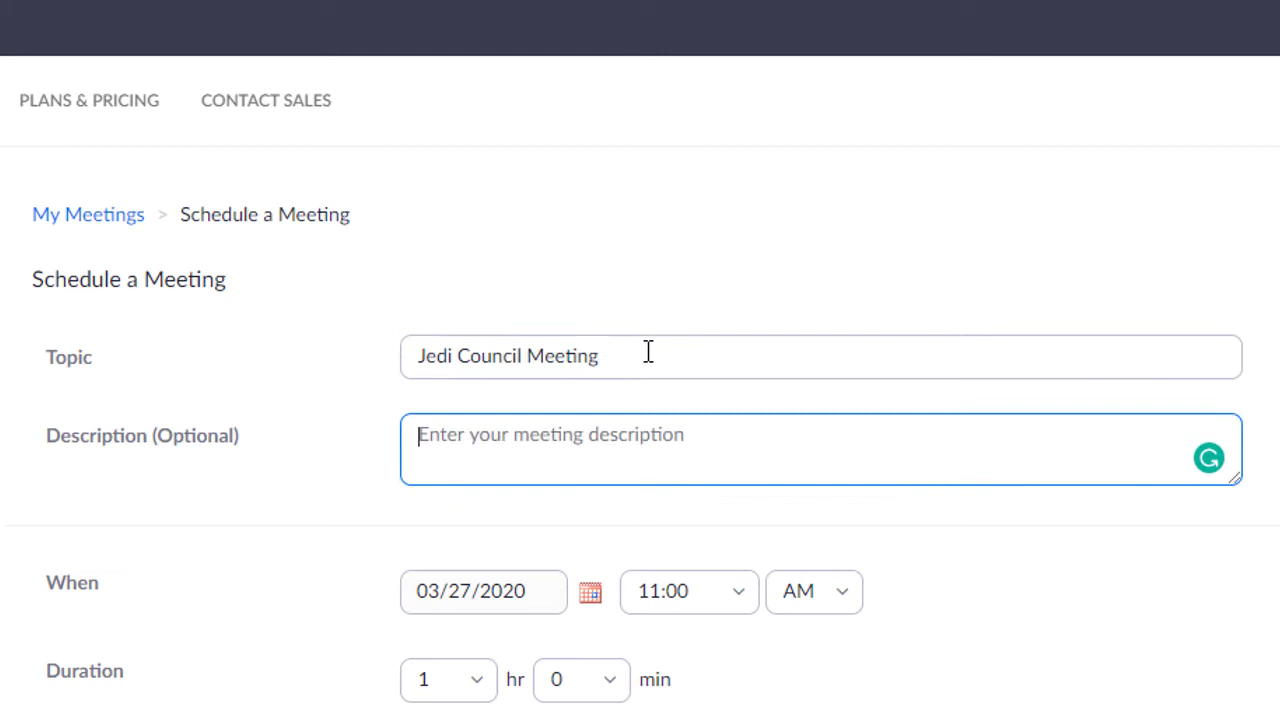 PLANS & PRICING CONTACT SALES
My Meetings > Schedule a Meeting
Schedule a Meeting
Topic Jedi Council Meeting
Description (Optional) Enter your meeting description
When 03/27/2020 11:00 AM
Duration 1 hr 0 min